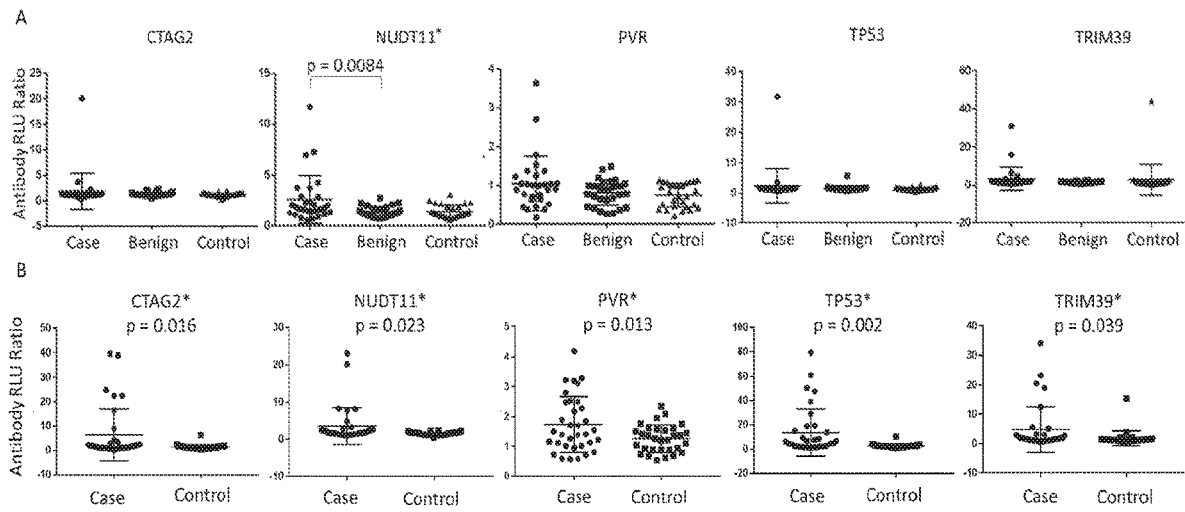 A
CTAG2
NUDT11*
PVR
TP53
TRIM39
p = 0.0084
Antibody RLU Ratio
25
20
15
10
5
0
-5
15
10
5
0
4
3
2
1
0
40
30
20
10
0
-10
60
40
20
0
-20
Case Benign Control
Case Benign Control
Case Benign Control
Case Benign Control
Case Benign Control
B
CTAG2*
NUDT11*
PVR*
TP53*
TRIM39*
p = 0.016
p = 0.023
p = 0.013
p = 0.002
p = 0.039
Antibody RLU Ratio
50
40
30
20
10
0
-10
30
20
10
0
-10
5
4
3
2
1
0
100
80
60
40
20
0
-20
40
30
20
10
0
-10
Case Control
Case Control
Case Control
Case Control
Case Control